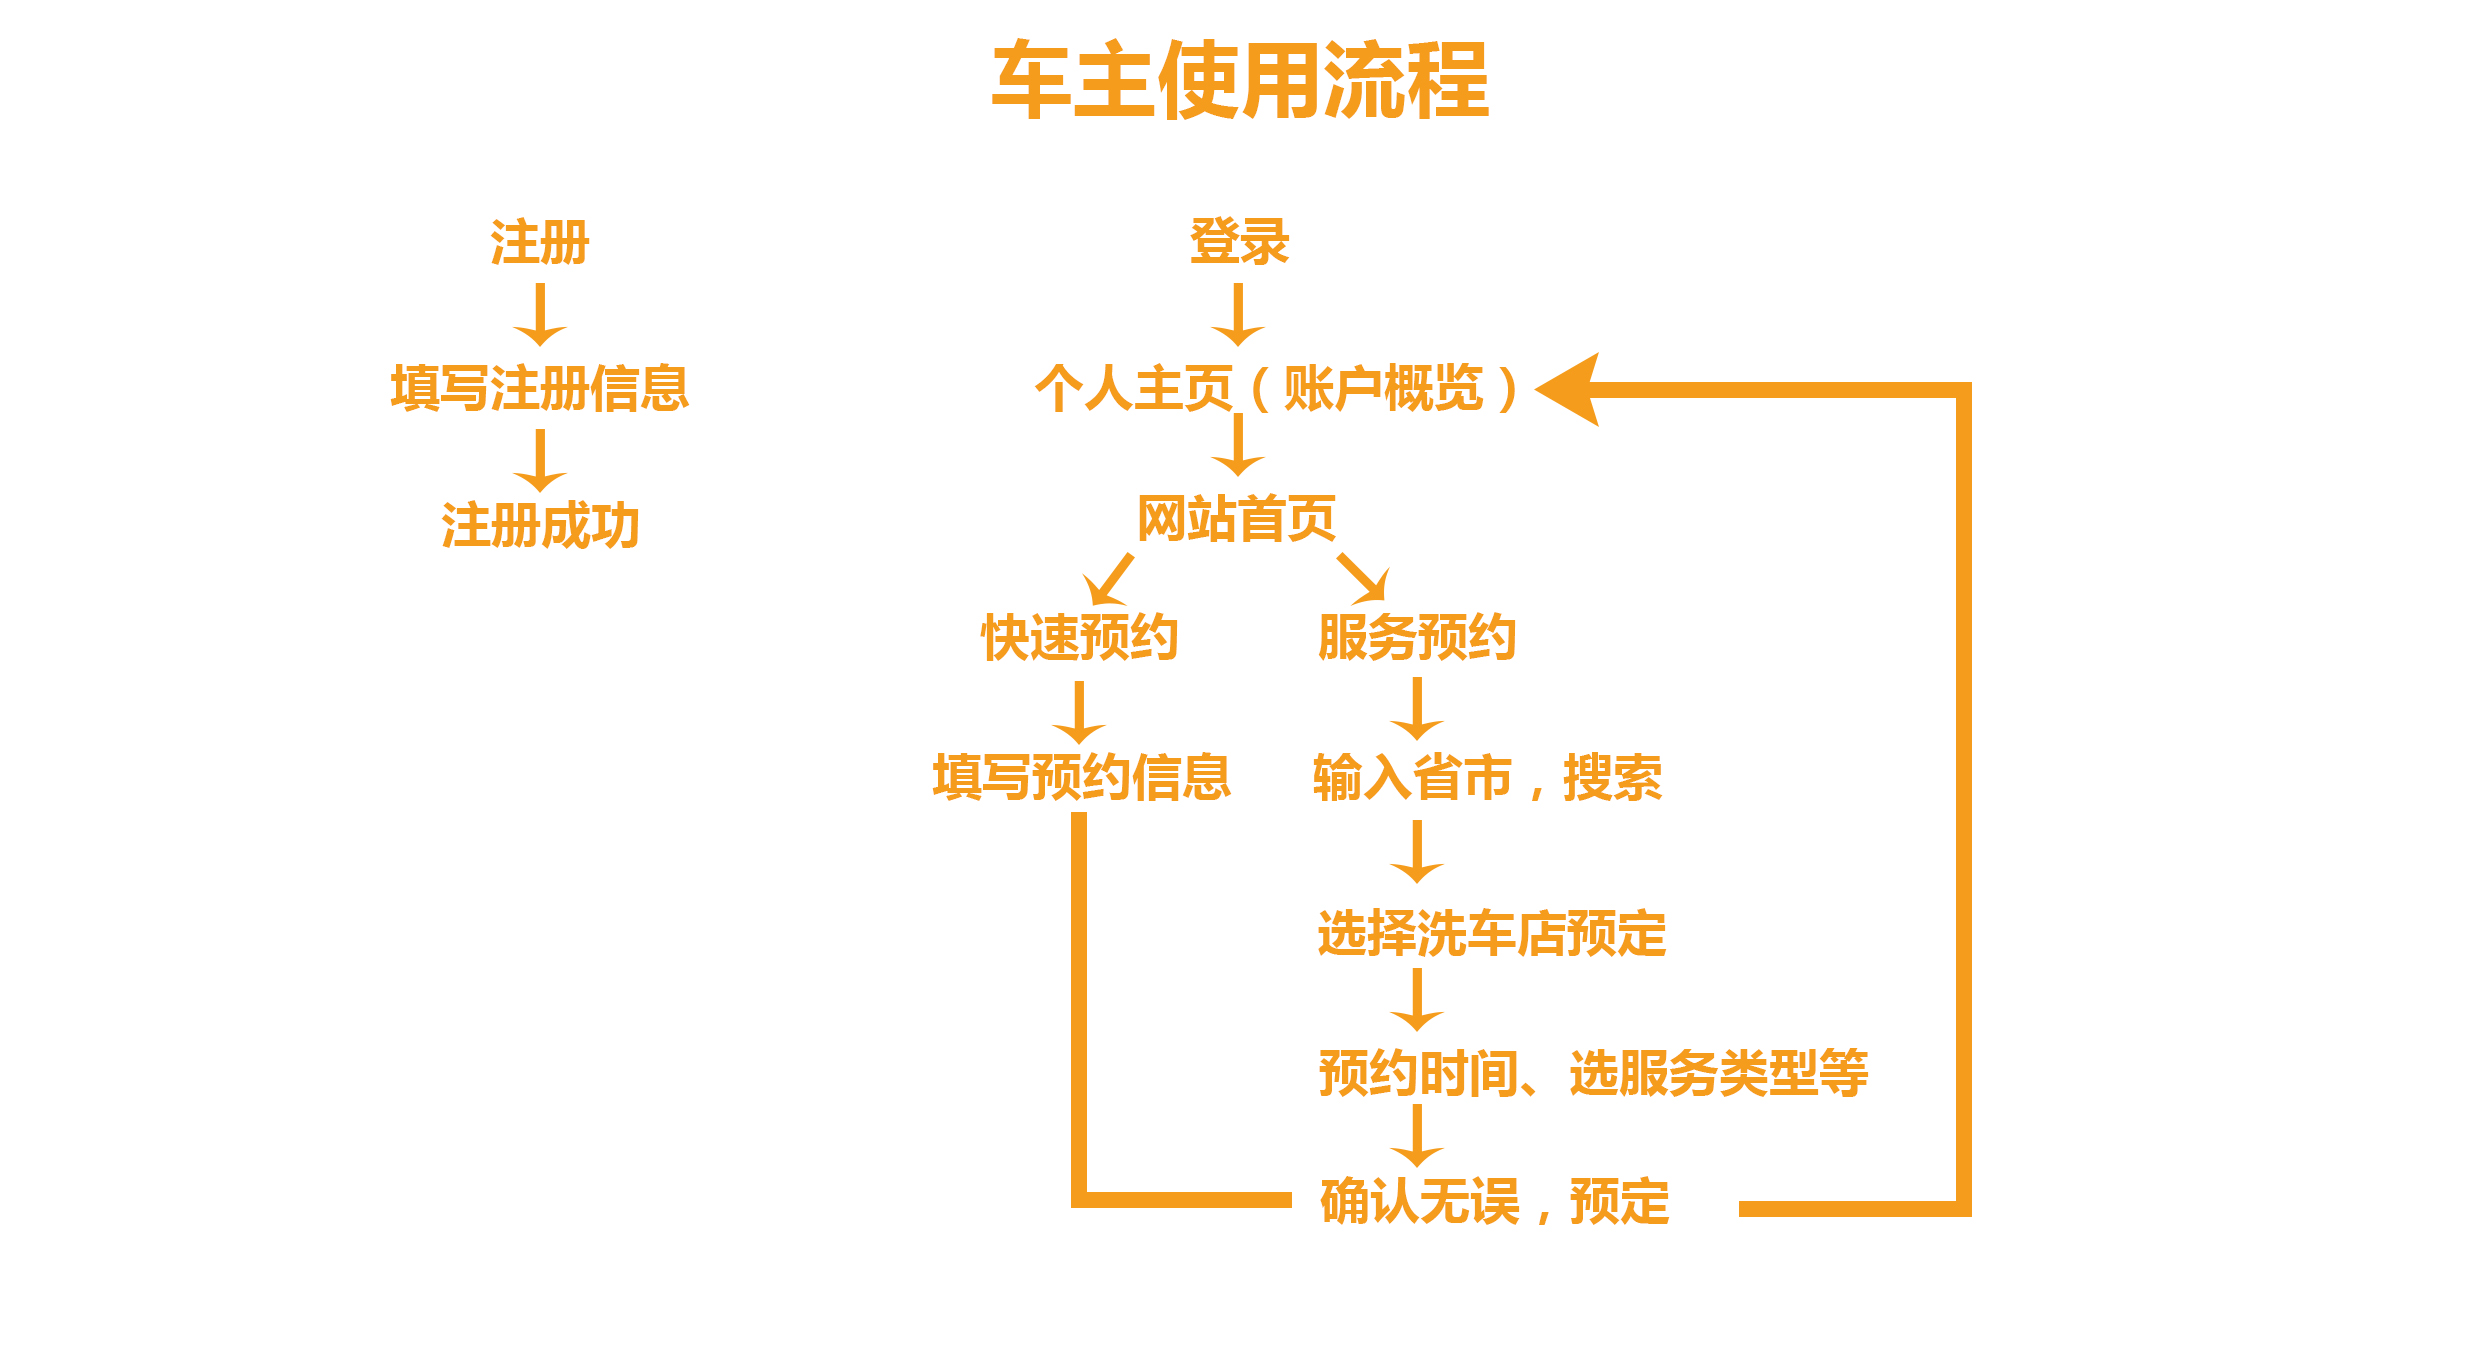 车主使用流程
注册
登录
填写注册信息
个人主页（账户概览）
注册成功
网站首页
快速预约
服务预约
填写预约信息
输入省市，搜索
选择洗车店预定
预约时间、选服务类型等
确认无误，预定